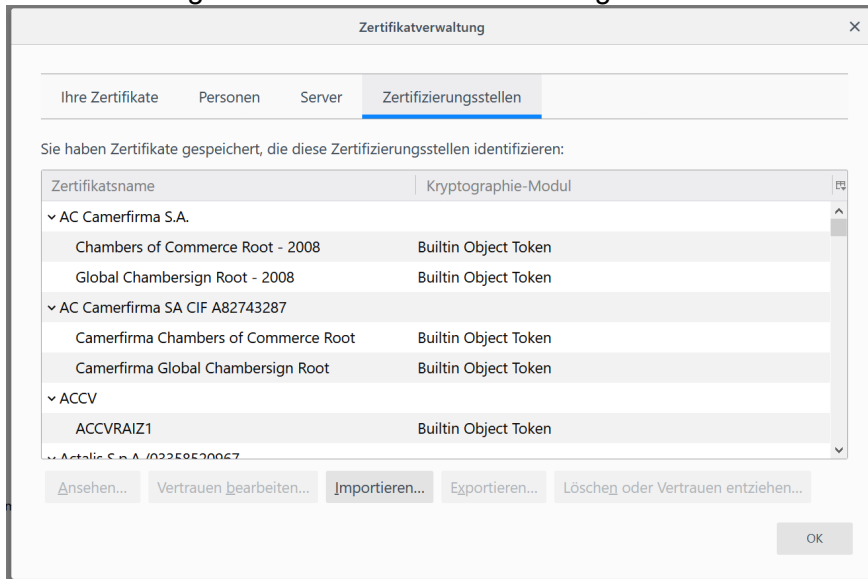 Zertifikatverwaltung
Ihre Zertifikate Personen Server Zertifizierungsstellen
Sie haben Zertifikate gespeichert, die diese Zertifizierungsstellen identifizieren:
Zertifikatsname Kryptographie-Modul
AC Camerfirma S.A.
Chambers of Commerce Root - 2008 Builtin Object Token
Global Chambersign Root - 2008 Builtin Object Token
AC Camerfirma SA CIF A82743287
Camerfirma Chambers of Commerce Root Builtin Object Token
Camerfirma Global Chambersign Root Builtin Object Token
ACCV
ACCVRAIZ1 Builtin Object Token
Actalis S.p.A./03358520967
Ansehen... Vertrauen bearbeiten... Importieren... Exportieren... Löschen oder Vertrauen entziehen...
OK